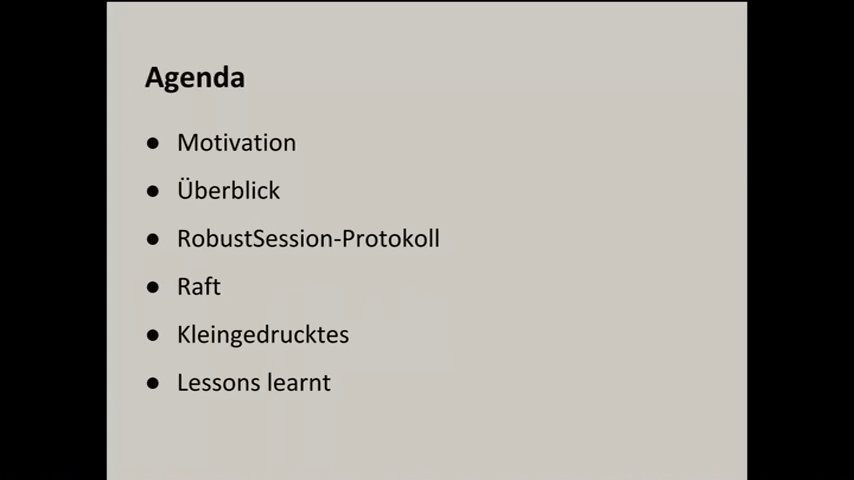 Agenda
● Motivation
● Überblick
● RobustSession-Protokoll
● Raft
● Kleingedrucktes
● Lessons learnt